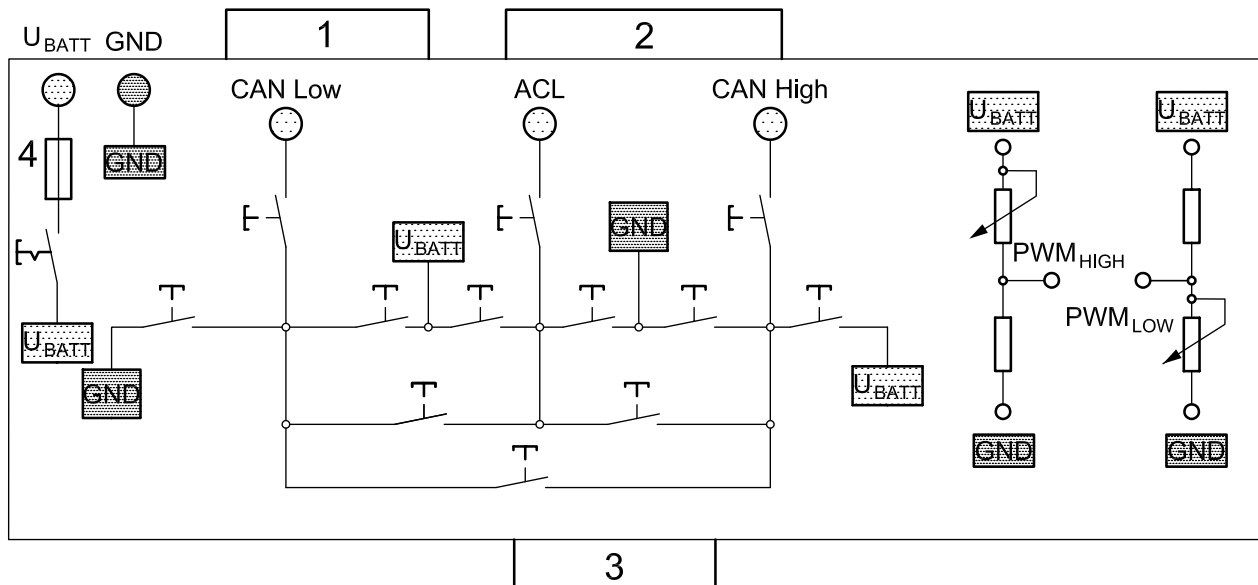 1
2
U_BATT GND
CAN Low
ACL
CAN High
U_BATT
U_BATT
4
GND
U_BATT
GND
PWM_HIGH
U_BATT
GND
PWM_LOW
U_BATT
GND
GND
3